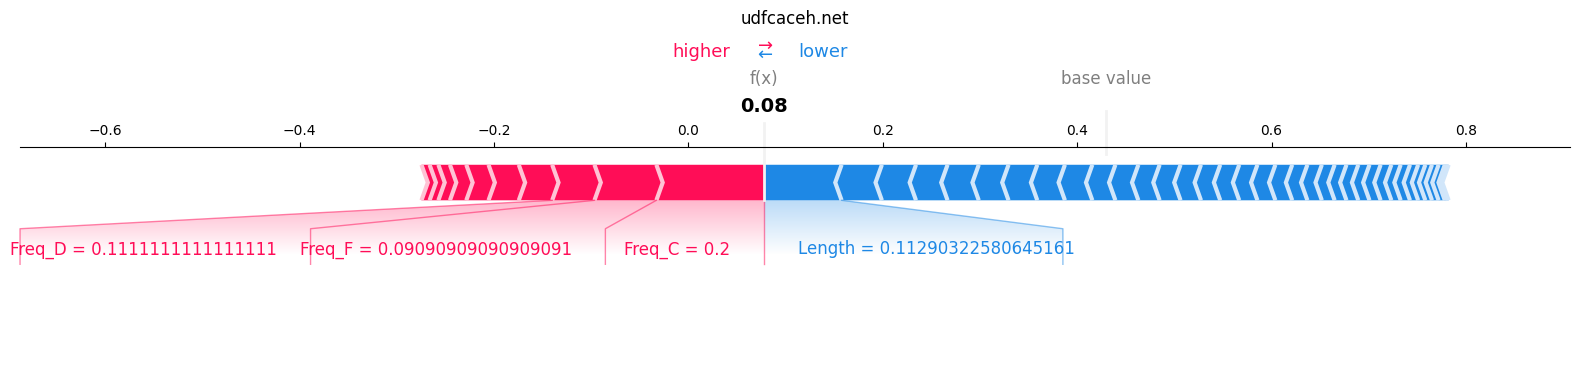 udfcaceh.net
higher ⇄ lower
f(x) base value
0.08
−0.6 −0.4 −0.2 0.0 0.2 0.4 0.6 0.8
Freq_D = 0.1111111111111111 Freq_F = 0.09090909090909091 Freq_C = 0.2 Length = 0.11290322580645161